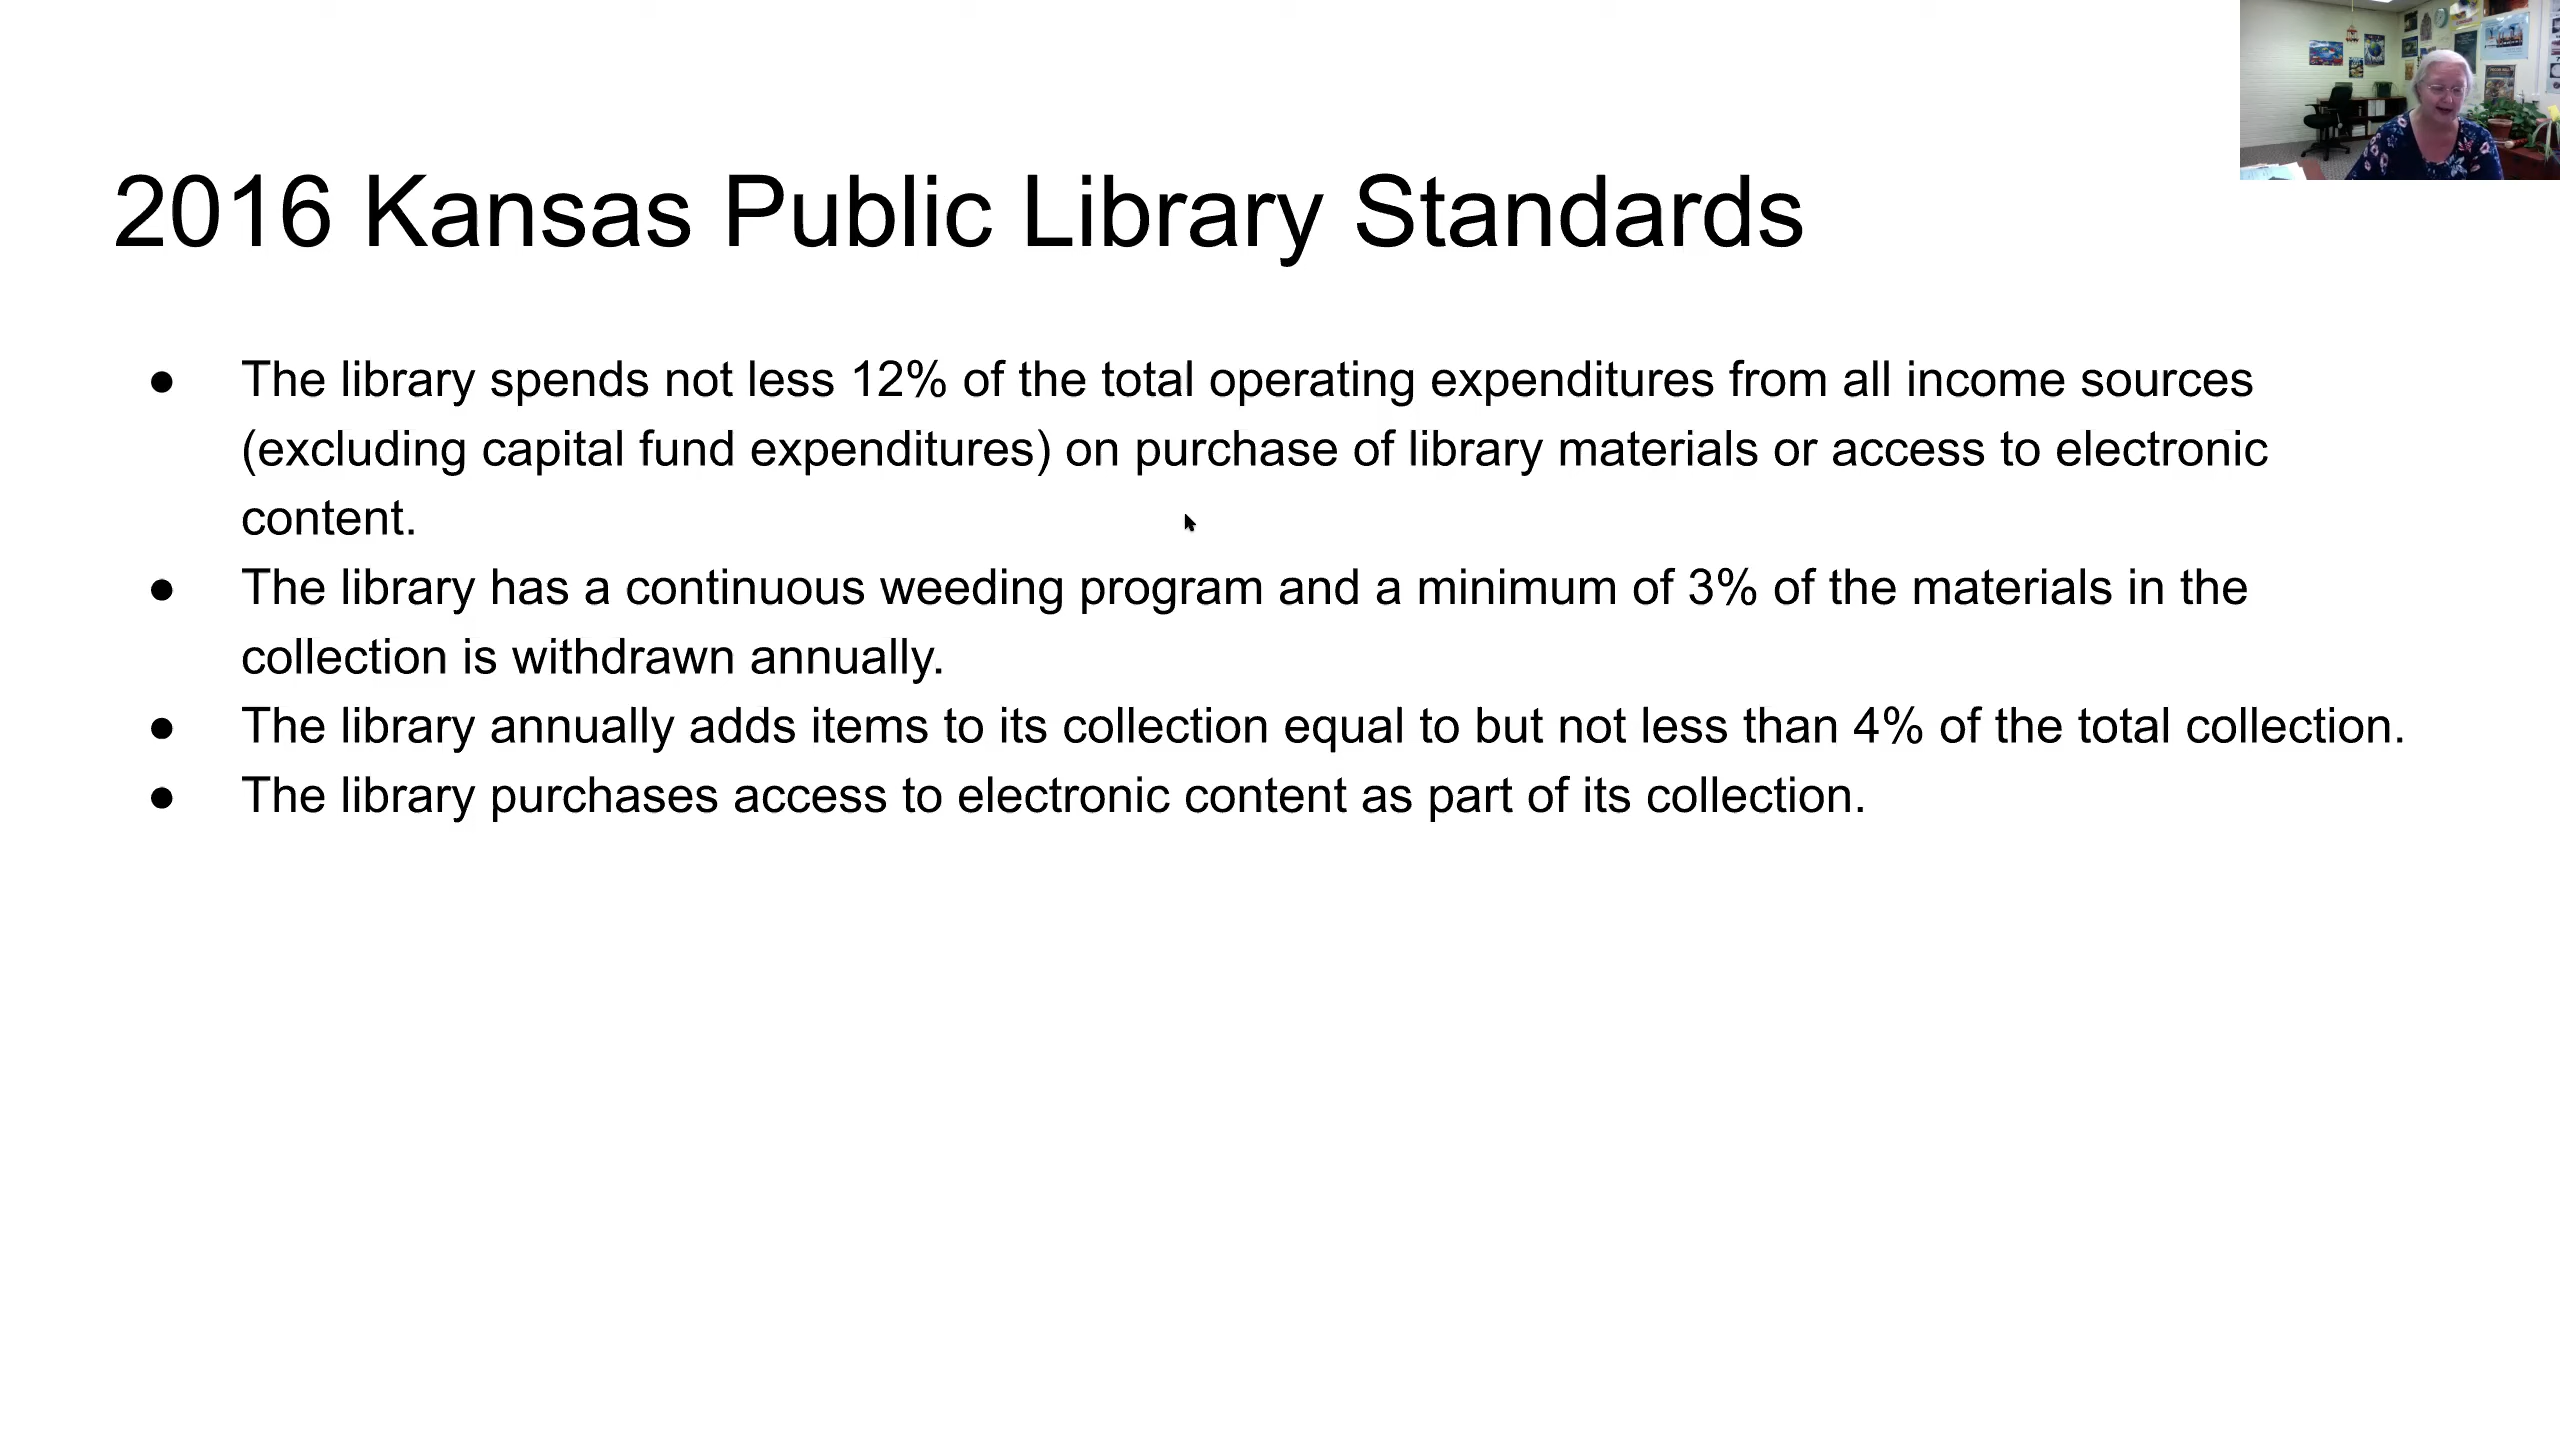 2016 Kansas Public Library Standards
● The library spends not less 12% of the total operating expenditures from all income sources
(excluding capital fund expenditures) on purchase of library materials or access to electronic
content.
● The library has a continuous weeding program and a minimum of 3% of the materials in the
collection is withdrawn annually.
● The library annually adds items to its collection equal to but not less than 4% of the total collection.
● The library purchases access to electronic content as part of its collection.